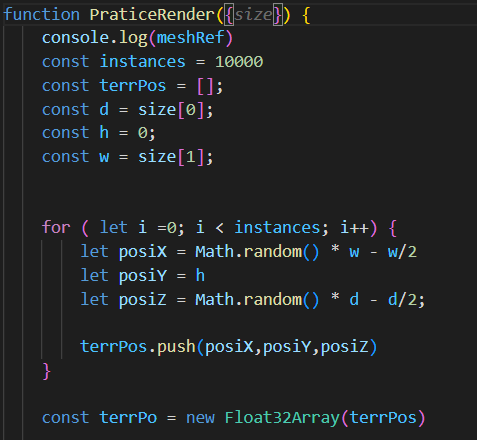 function PraticeRender({size}) {
console.log(meshRef)
const instances = 10000
const terrPos = [];
const d = size[0];
const h = 0;
const w = size[1];
for ( let i =0; i < instances; i++) {
let posiX = Math.random() * w - w/2
let posiY = h
let posiZ = Math.random() * d - d/2;
terrPos.push(posiX,posiY,posiZ)
}
const terrPo = new Float32Array(terrPos)